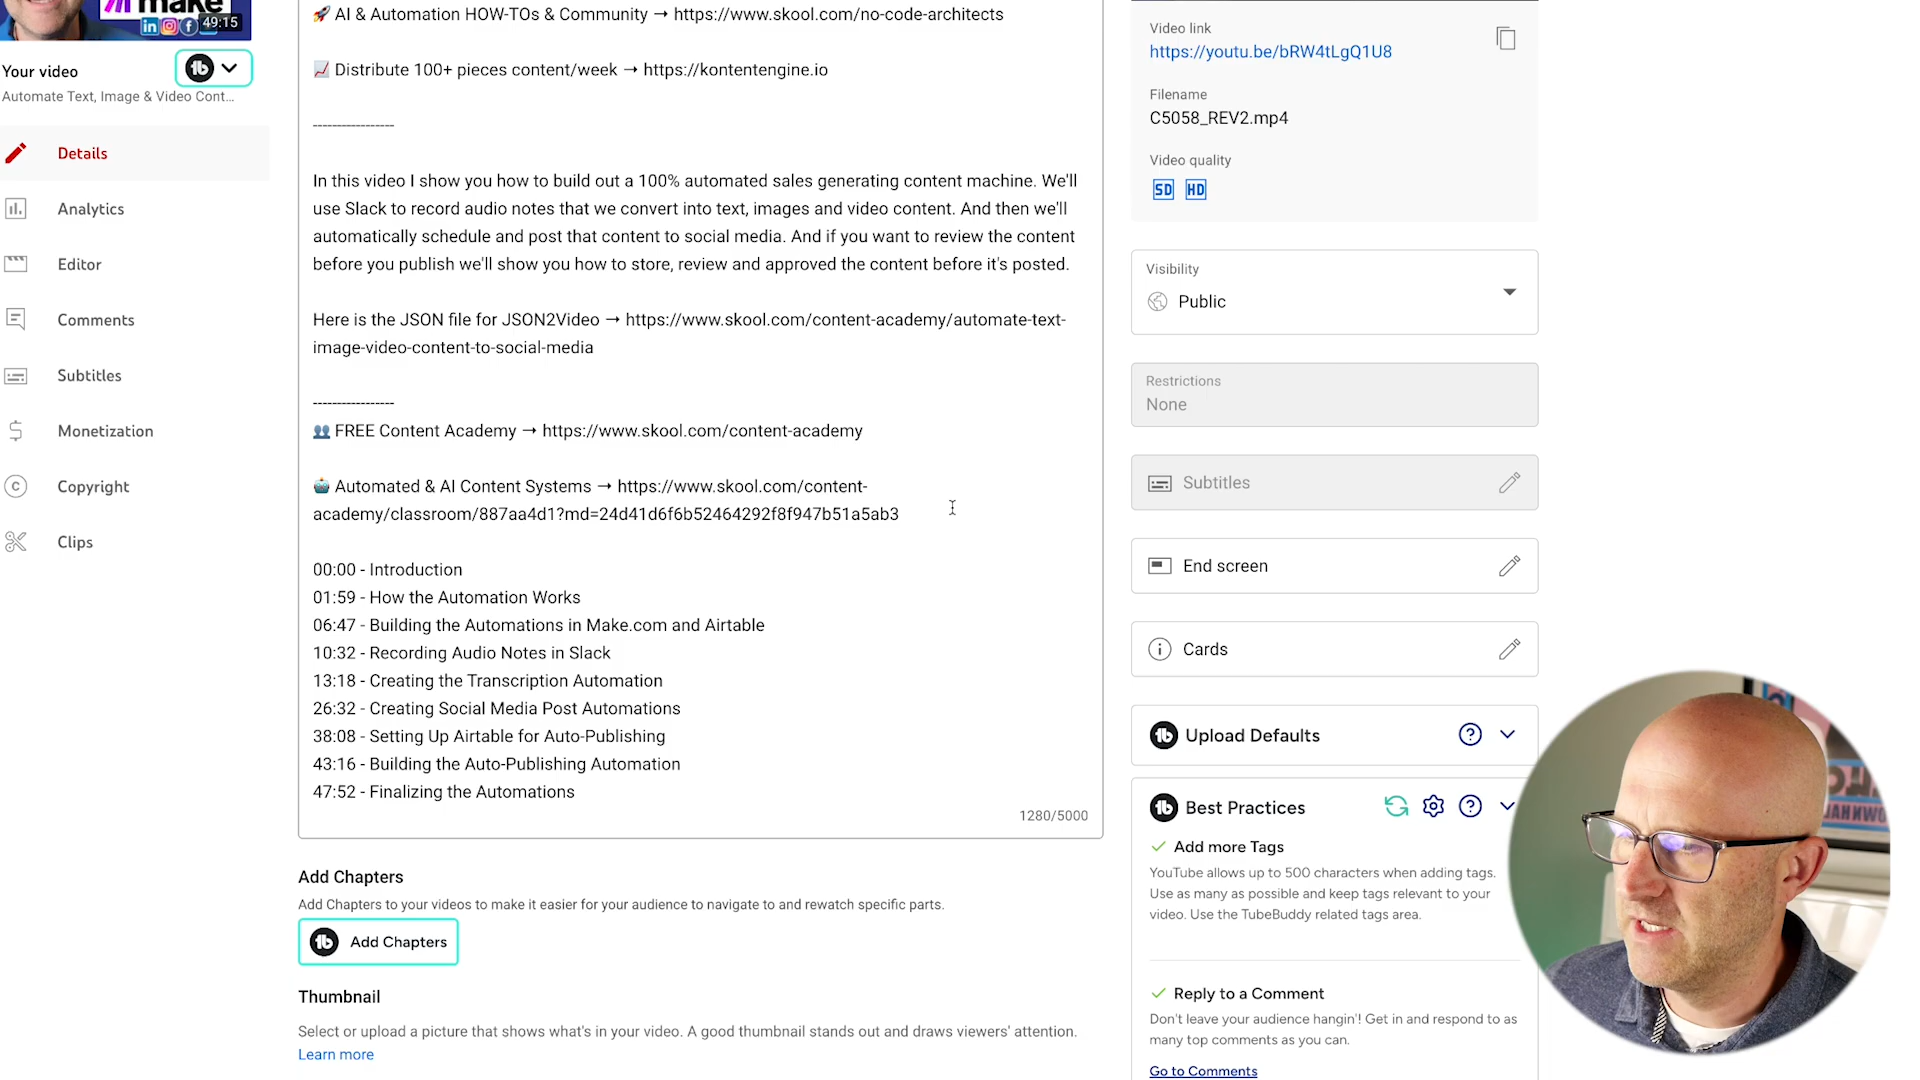 make
49:15
Your video
Automate Text, Image & Video Cont...
Details
Analytics
Editor
Comments
Subtitles
Monetization
Copyright
Clips
🚀 AI & Automation HOW-TOs & Community → https://www.skool.com/no-code-architects
📈 Distribute 100+ pieces content/week → https://kontentengine.io
-----------------
In this video I show you how to build out a 100% automated sales generating content machine. We'll
use Slack to record audio notes that we convert into text, images and video content. And then we'll
automatically schedule and post that content to social media. And if you want to review the content
before you publish we'll show you how to store, review and approved the content before it's posted.
Here is the JSON file for JSON2Video → https://www.skool.com/content-academy/automate-text-
image-video-content-to-social-media
-----------------
👥 FREE Content Academy → https://www.skool.com/content-academy
🤖 Automated & AI Content Systems → https://www.skool.com/content-
academy/classroom/887aa4d1?md=24d41d6f6b52464292f8f947b51a5ab3
00:00 - Introduction
01:59 - How the Automation Works
06:47 - Building the Automations in Make.com and Airtable
10:32 - Recording Audio Notes in Slack
13:18 - Creating the Transcription Automation
26:32 - Creating Social Media Post Automations
38:08 - Setting Up Airtable for Auto-Publishing
43:16 - Building the Auto-Publishing Automation
47:52 - Finalizing the Automations
1280/5000
Add Chapters
Add Chapters to your videos to make it easier for your audience to navigate to and rewatch specific parts.
Add Chapters
Thumbnail
Select or upload a picture that shows what's in your video. A good thumbnail stands out and draws viewers' attention.
Learn more
Video link
https://youtu.be/bRW4tLgQ1U8
Filename
C5058_REV2.mp4
Video quality
SD HD
Visibility
Public
Restrictions
None
Subtitles
End screen
Cards
Upload Defaults
Best Practices
Add more Tags
YouTube allows up to 500 characters when adding tags.
Use as many as possible and keep tags relevant to your
video. Use the TubeBuddy related tags area.
Reply to a Comment
Don't leave your audience hangin'! Get in and respond to as
many top comments as you can.
Go to Comments